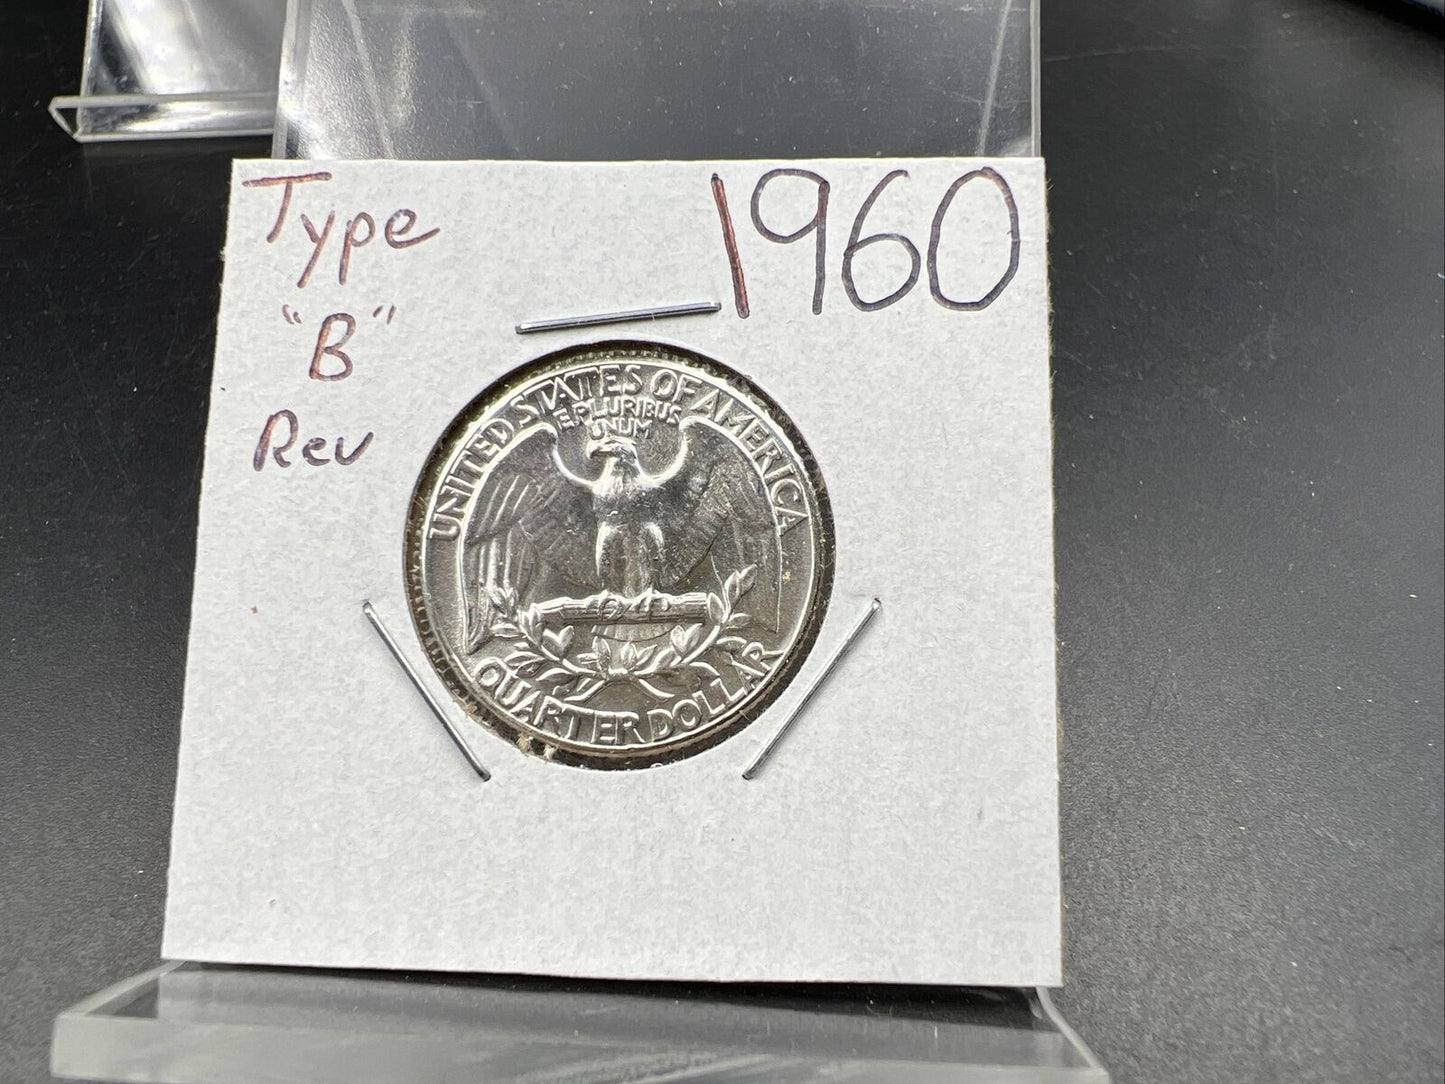 Type
"B"
Rev
1960
UNITED STATES OF AMERICA
E PLURIBUS
UNUM
QUARTER DOLLAR